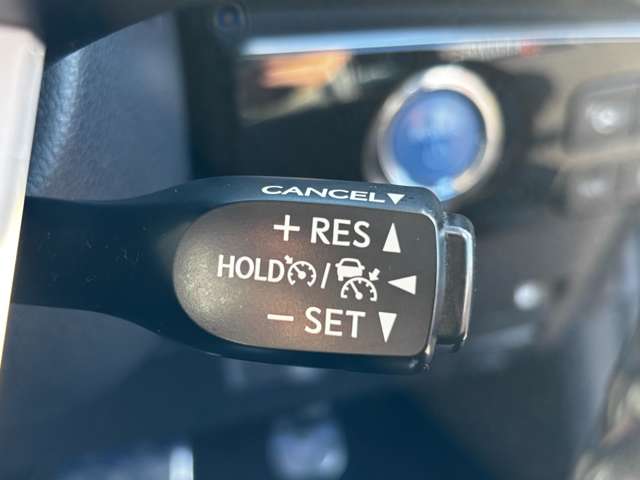 CANCEL▼
+ RES ▲
HOLD / ◀
− SET ▼